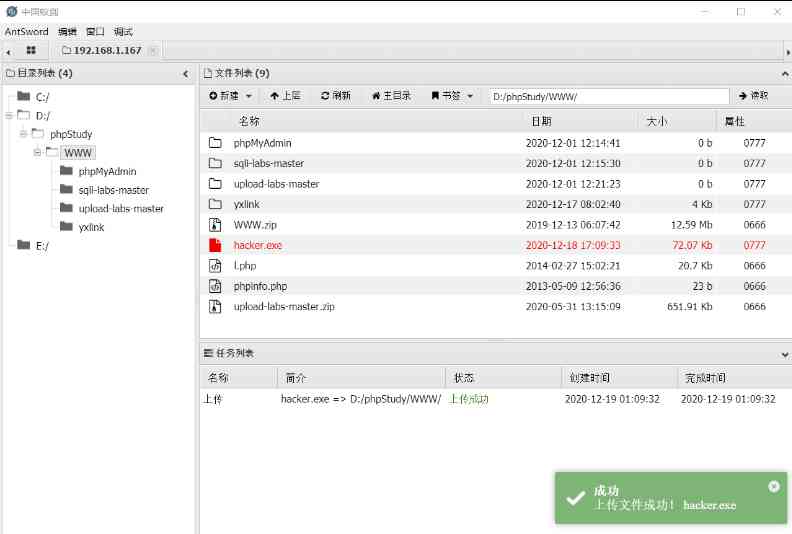 中国蚁剑
AntSword 编辑 窗口 调试
192.168.1.167
目录列表 (4)
C:/
D:/
phpStudy
WWW
phpMyAdmin
sqli-labs-master
upload-labs-master
yxlink
E:/
文件列表 (9)
新建 上层 刷新 主目录 书签 D:/phpStudy/WWW/ 读取
名称 日期 大小 属性
phpMyAdmin 2020-12-01 12:14:41 0 b 0777
sqli-labs-master 2020-12-01 12:15:30 0 b 0777
upload-labs-master 2020-12-01 12:21:23 0 b 0777
yxlink 2020-12-17 08:02:40 4 Kb 0777
WWW.zip 2019-12-13 06:07:42 12.59 Mb 0666
hacker.exe 2020-12-18 17:09:33 72.07 Kb 0777
l.php 2014-02-27 15:02:21 20.7 Kb 0666
phpinfo.php 2013-05-09 12:56:36 23 b 0666
upload-labs-master.zip 2020-05-31 13:15:09 651.91 Kb 0666
任务列表
名称 简介 状态 创建时间 完成时间
上传 hacker.exe => D:/phpStudy/WWW/ 上传成功 2020-12-19 01:09:32 2020-12-19 01:09:32
成功
上传文件成功! hacker.exe